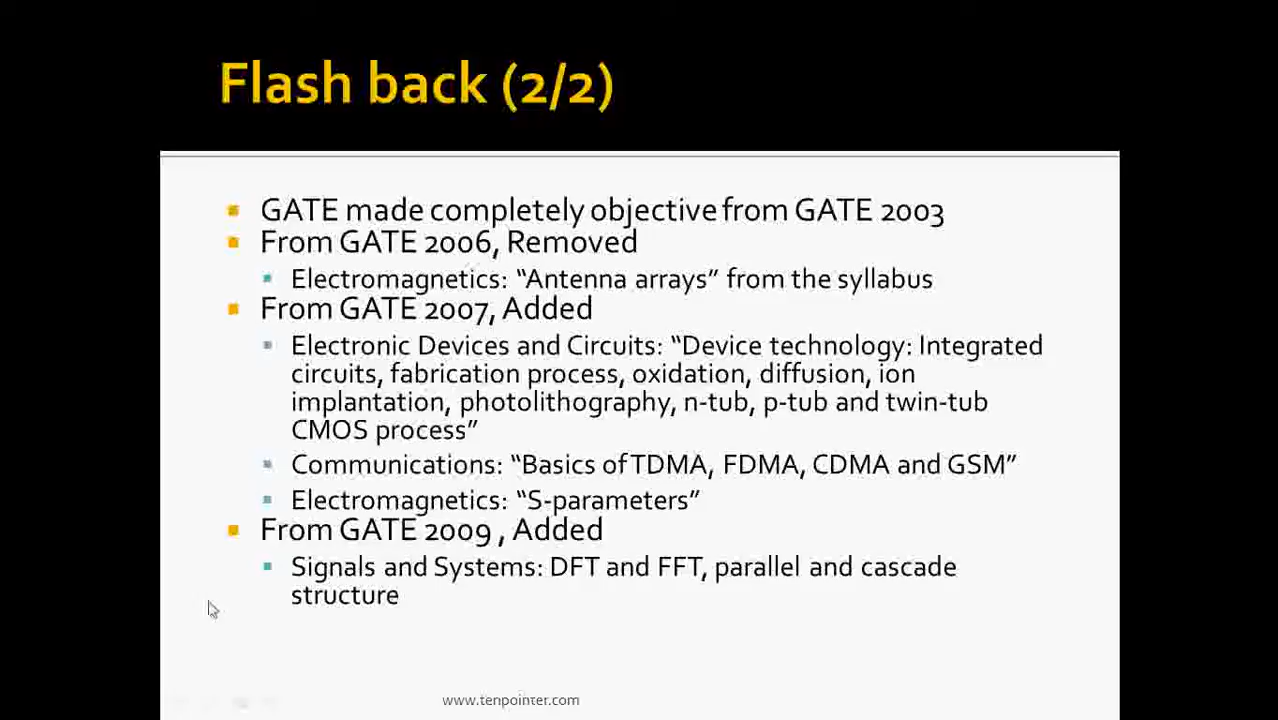 Flash back (2/2)
GATE made completely objective from GATE 2003
From GATE 2006, Removed
Electromagnetics: “Antenna arrays” from the syllabus
From GATE 2007, Added
Electronic Devices and Circuits: “Device technology: Integrated
circuits, fabrication process, oxidation, diffusion, ion
implantation, photolithography, n-tub, p-tub and twin-tub
CMOS process”
Communications: “Basics of TDMA, FDMA, CDMA and GSM”
Electromagnetics: “S-parameters”
From GATE 2009 , Added
Signals and Systems: DFT and FFT, parallel and cascade
structure
www.tenpointer.com